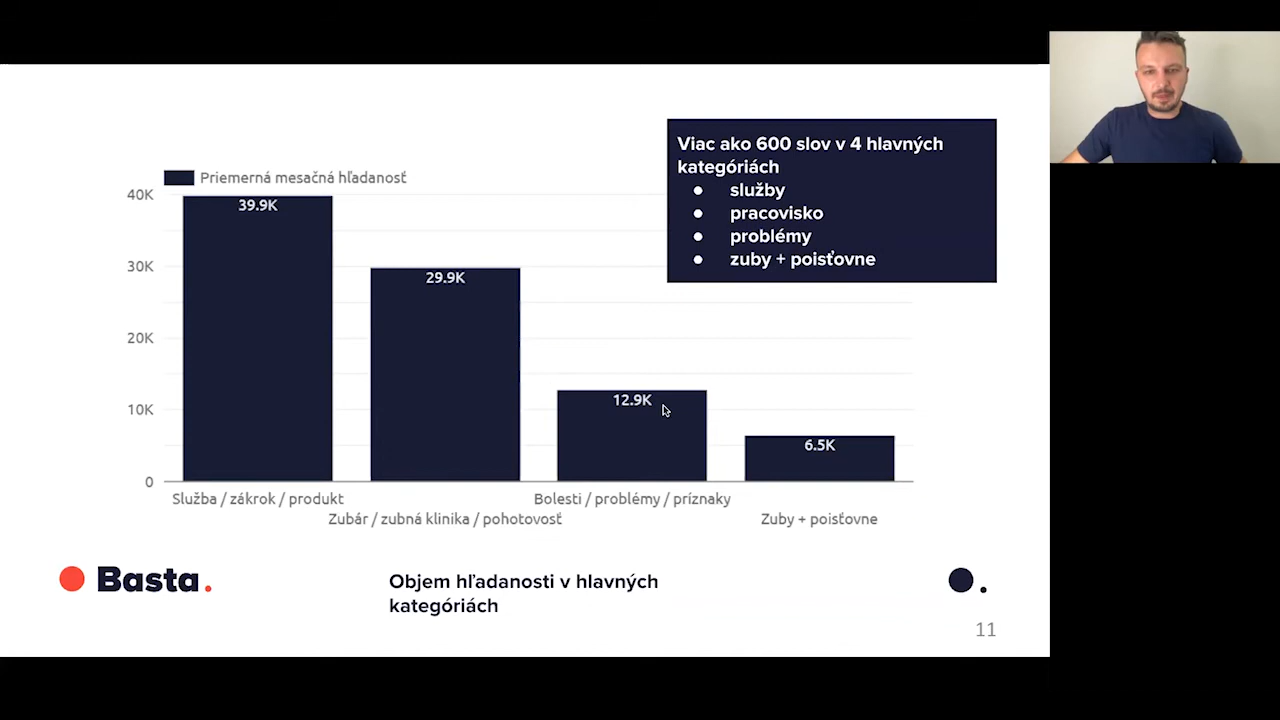 Viac ako 600 slov v 4 hlavných
kategóriách
● služby
● pracovisko
● problémy
● zuby + poisťovne
Priemerná mesačná hľadanosť
40K
30K
20K
10K
0
39.9K
29.9K
12.9K
6.5K
Služba / zákrok / produkt
Zubár / zubná klinika / pohotovosť
Bolesti / problémy / príznaky
Zuby + poisťovne
Basta.
Objem hľadanosti v hlavných
kategóriách
11